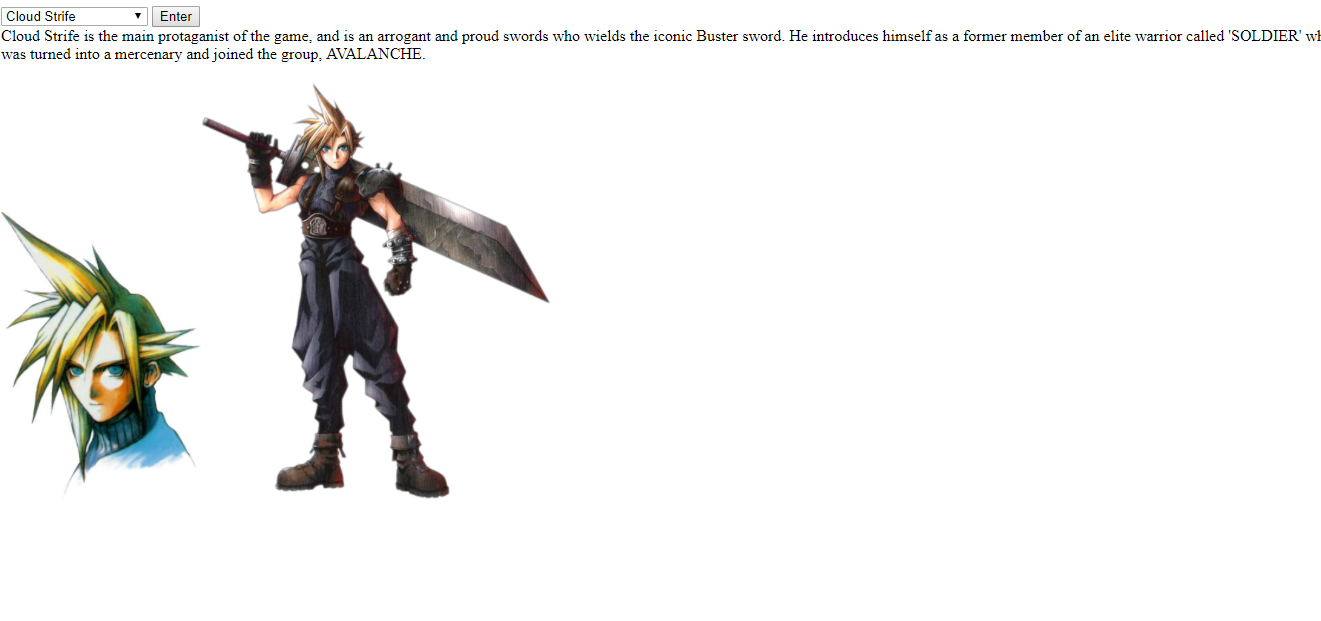 Cloud Strife Enter
Cloud Strife is the main protaganist of the game, and is an arrogant and proud swords who wields the iconic Buster sword. He introduces himself as a former member of an elite warrior called 'SOLDIER'
was turned into a mercenary and joined the group, AVALANCHE.